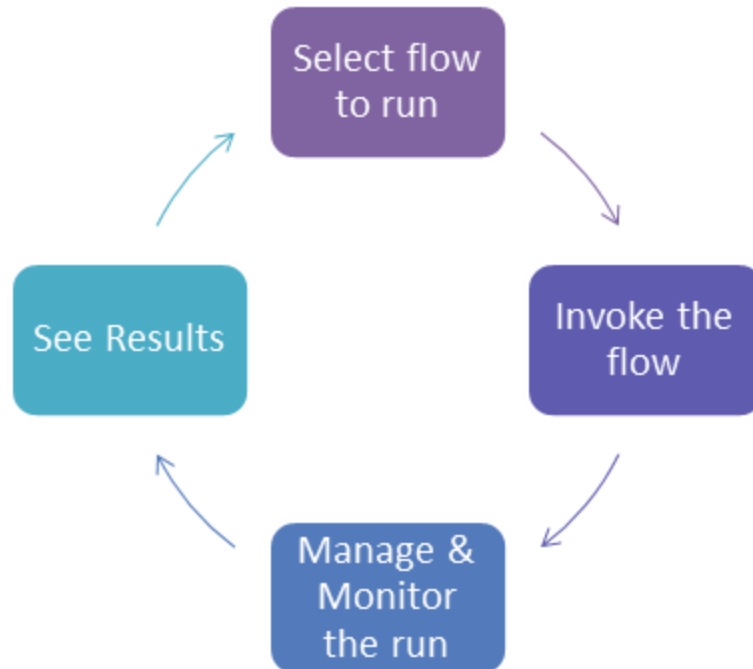 Select flow
to run
Invoke the
flow
Manage &
Monitor
the run
See Results